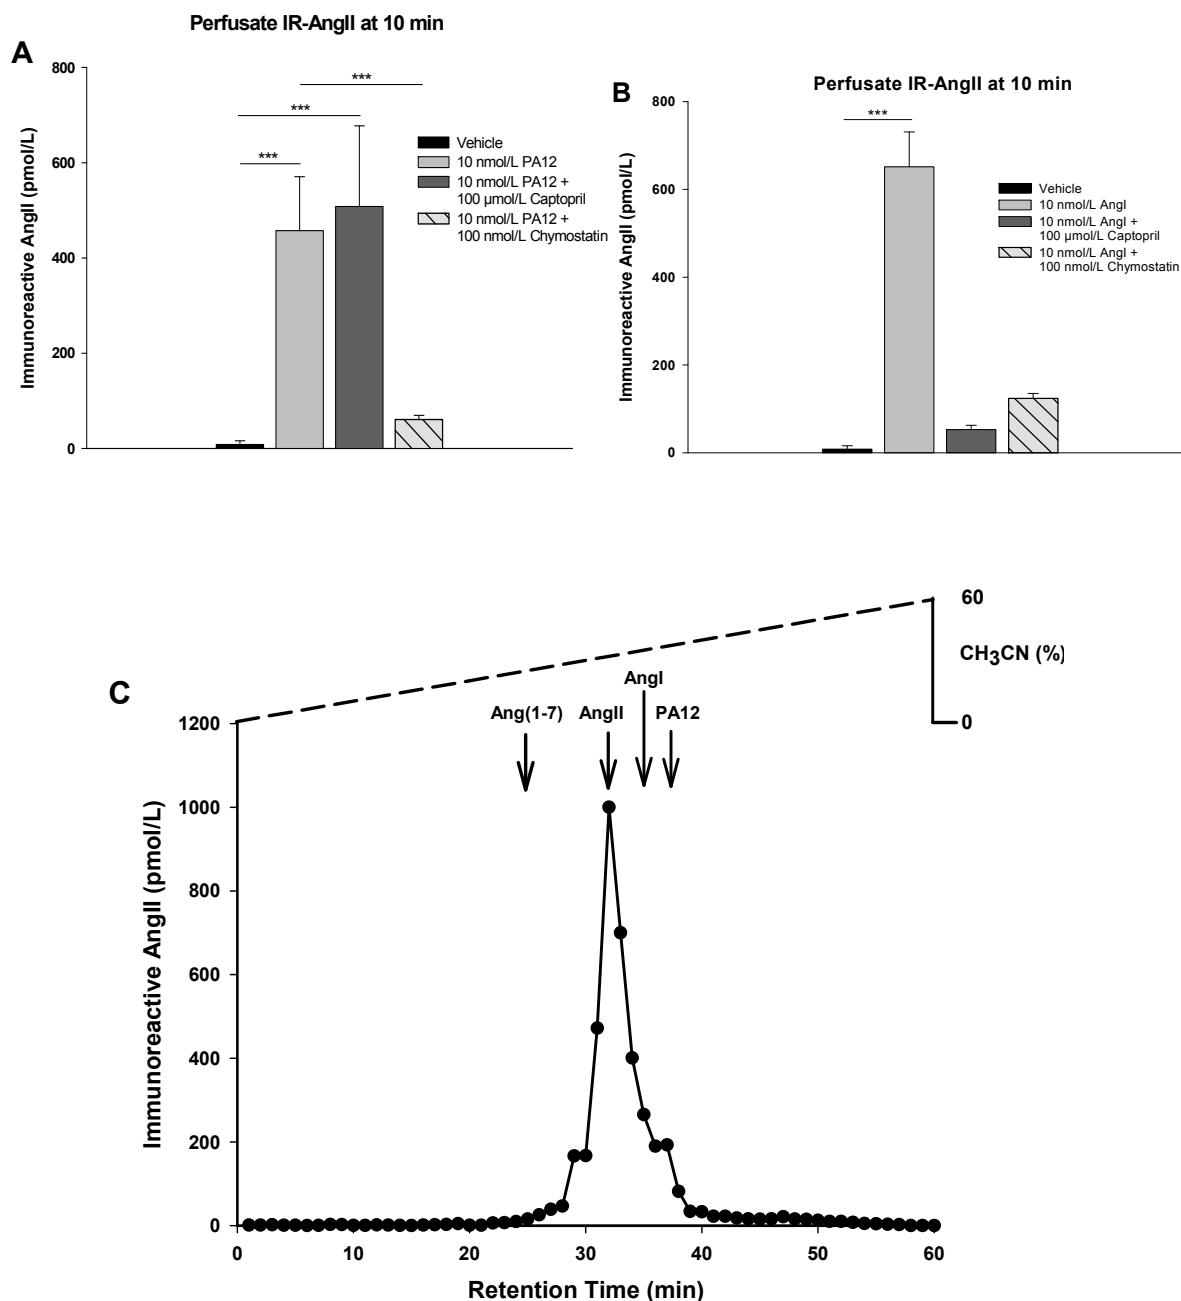 Perfusate IR-AngII at 10 min
A
800
600
400
200
0
Immunoreactive AngII (pmol/L)
***
***
***
Vehicle
10 nmol/L PA12
10 nmol/L PA12 +
100 µmol/L Captopril
10 nmol/L PA12 +
100 nmol/L Chymostatin
B
Perfusate IR-AngII at 10 min
800
600
400
200
0
Immunoreactive AngII (pmol/L)
***
Vehicle
10 nmol/L AngI
10 nmol/L AngI +
100 µmol/L Captopril
10 nmol/L AngI +
100 nmol/L Chymostatin
C
60
CH3CN (%)
0
AngI
Ang(1-7)
AngII
PA12
1200
1000
800
600
400
200
0
Immunoreactive AngII (pmol/L)
0 10 20 30 40 50 60
Retention Time (min)